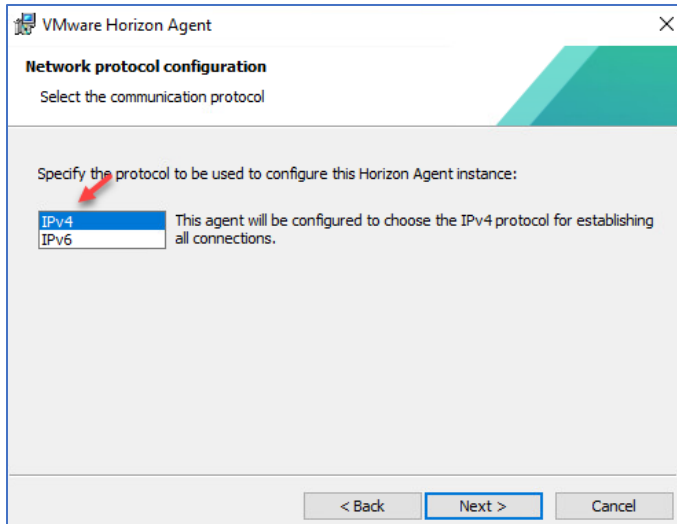 VMware Horizon Agent
Network protocol configuration
Select the communication protocol
Specify the protocol to be used to configure this Horizon Agent instance:
IPv4
IPv6
This agent will be configured to choose the IPv4 protocol for establishing
all connections.
< Back
Next >
Cancel